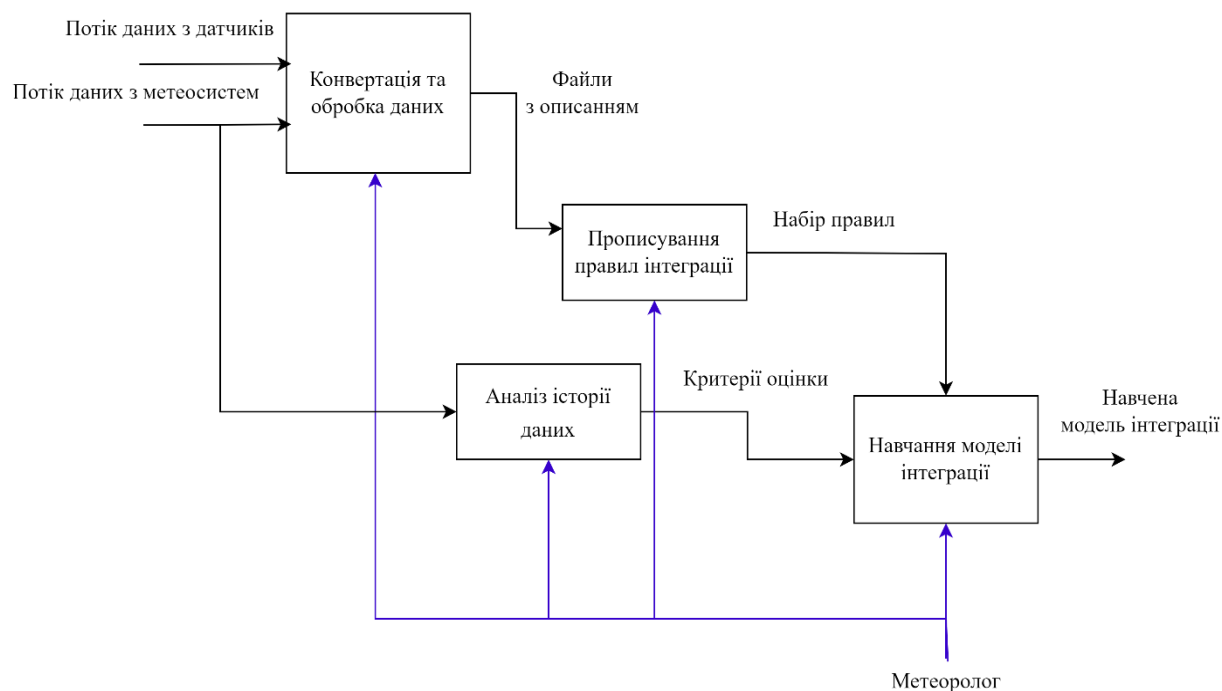 Потік даних з датчиків
Потік даних з метеосистем
Конвертація та
обробка даних
Файли
з описанням
Прописування
правил інтеграції
Набір правил
Аналіз історії
даних
Критерії оцінки
Навчання моделі
інтеграції
Навчена
модель інтеграції
Метеоролог